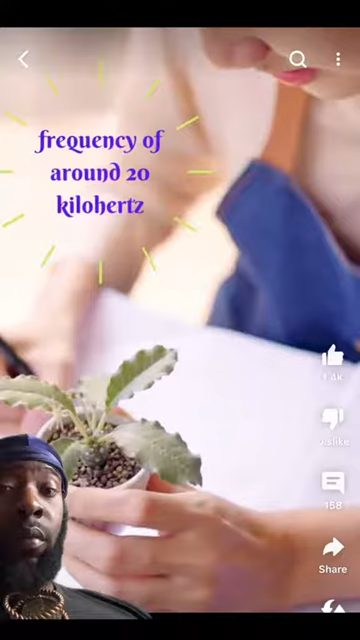 frequency of
around 20
kilohertz
1.4K
Dislike
158
Share